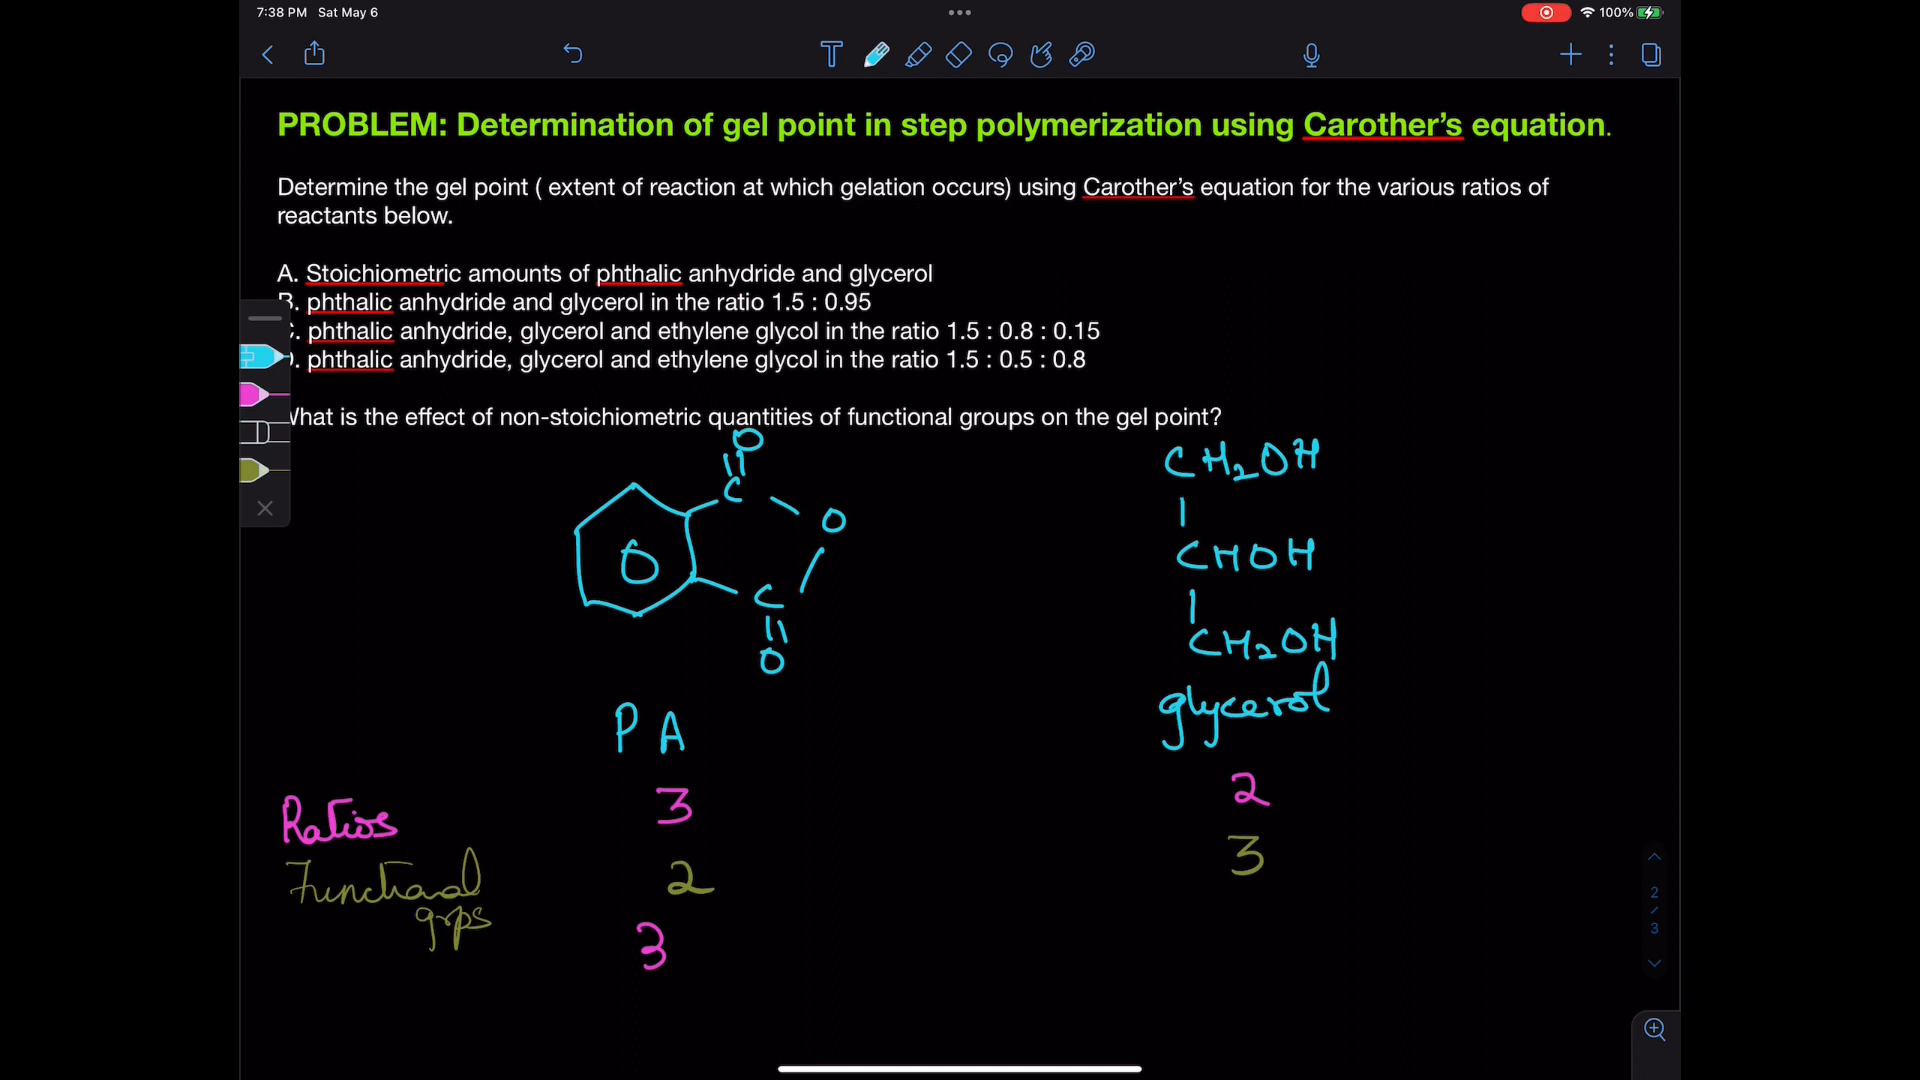 7:38 PM Sat May 6
100%
PROBLEM: Determination of gel point in step polymerization using Carother's equation.
Determine the gel point ( extent of reaction at which gelation occurs) using Carother's equation for the various ratios of
reactants below.
A. Stoichiometric amounts of phthalic anhydride and glycerol
phthalic anhydride and glycerol in the ratio 1.5 : 0.95
phthalic anhydride, glycerol and ethylene glycol in the ratio 1.5 : 0.8 : 0.15
phthalic anhydride, glycerol and ethylene glycol in the ratio 1.5 : 0.5 : 0.8
What is the effect of non-stoichiometric quantities of functional groups on the gel point?
O
C
O
C
O
CH2OH
CHOH
CH2OH
PA
glycerol
Ratios 3 2
Functional grps 2 3
3
2
/
3